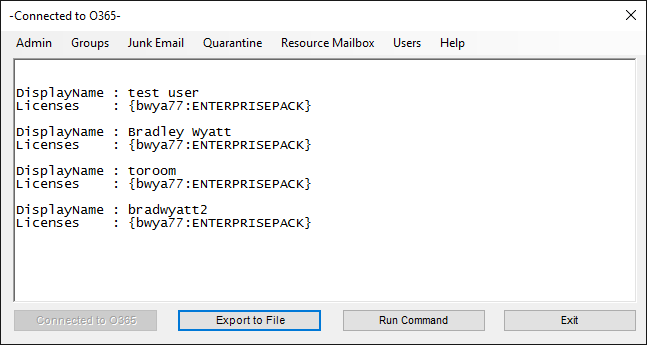 -Connected to O365-
Admin Groups Junk Email Quarantine Resource Mailbox Users Help
DisplayName : test user
Licenses    : {bwya77:ENTERPRISEPACK}
DisplayName : Bradley Wyatt
Licenses    : {bwya77:ENTERPRISEPACK}
DisplayName : toroom
Licenses    : {bwya77:ENTERPRISEPACK}
DisplayName : bradwyatt2
Licenses    : {bwya77:ENTERPRISEPACK}
Connected to O365 Export to File Run Command Exit